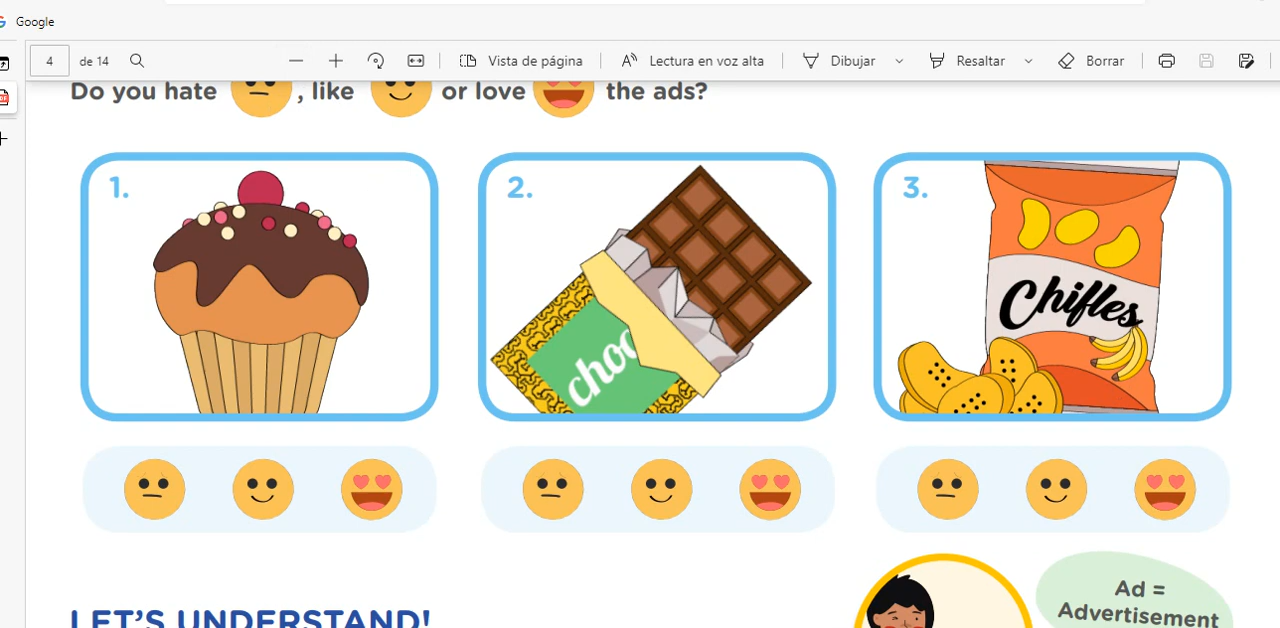 Google
4 de 14 Vista de página Lectura en voz alta Dibujar Resaltar Borrar
Do you hate , like or love the ads?
1.
2.
choc
3.
Chifles
Ad =
Advertisement
LET'S UNDERSTAND!